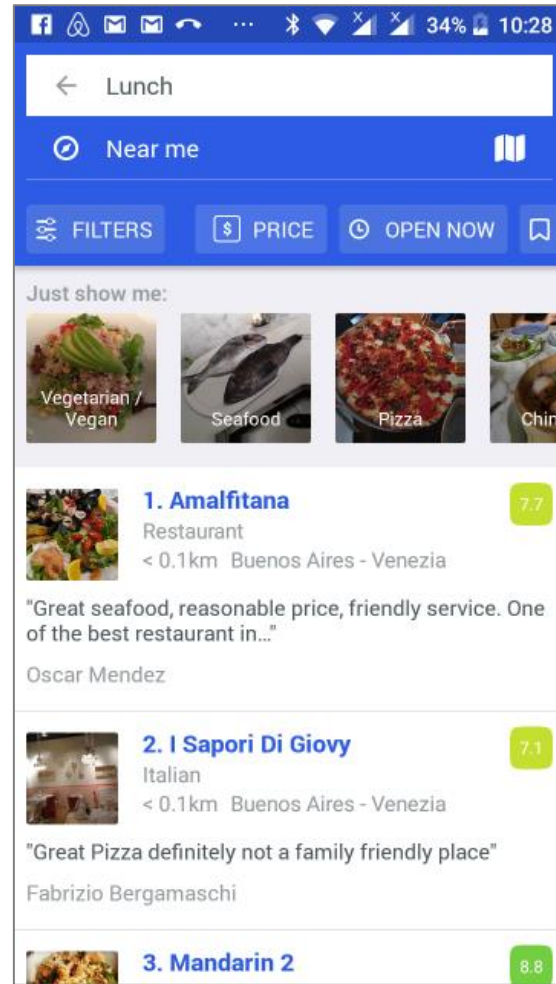 34% 10:28
Lunch
Near me
FILTERS
$ PRICE
OPEN NOW
Just show me:
Vegetarian /
Vegan
Seafood
Pizza
Chin
1. Amalfitana
7.7
Restaurant
< 0.1km Buenos Aires - Venezia
"Great seafood, reasonable price, friendly service. One
of the best restaurant in…"
Oscar Mendez
2. I Sapori Di Giovy
7.1
Italian
< 0.1km Buenos Aires - Venezia
"Great Pizza definitely not a family friendly place"
Fabrizio Bergamaschi
3. Mandarin 2
8.8